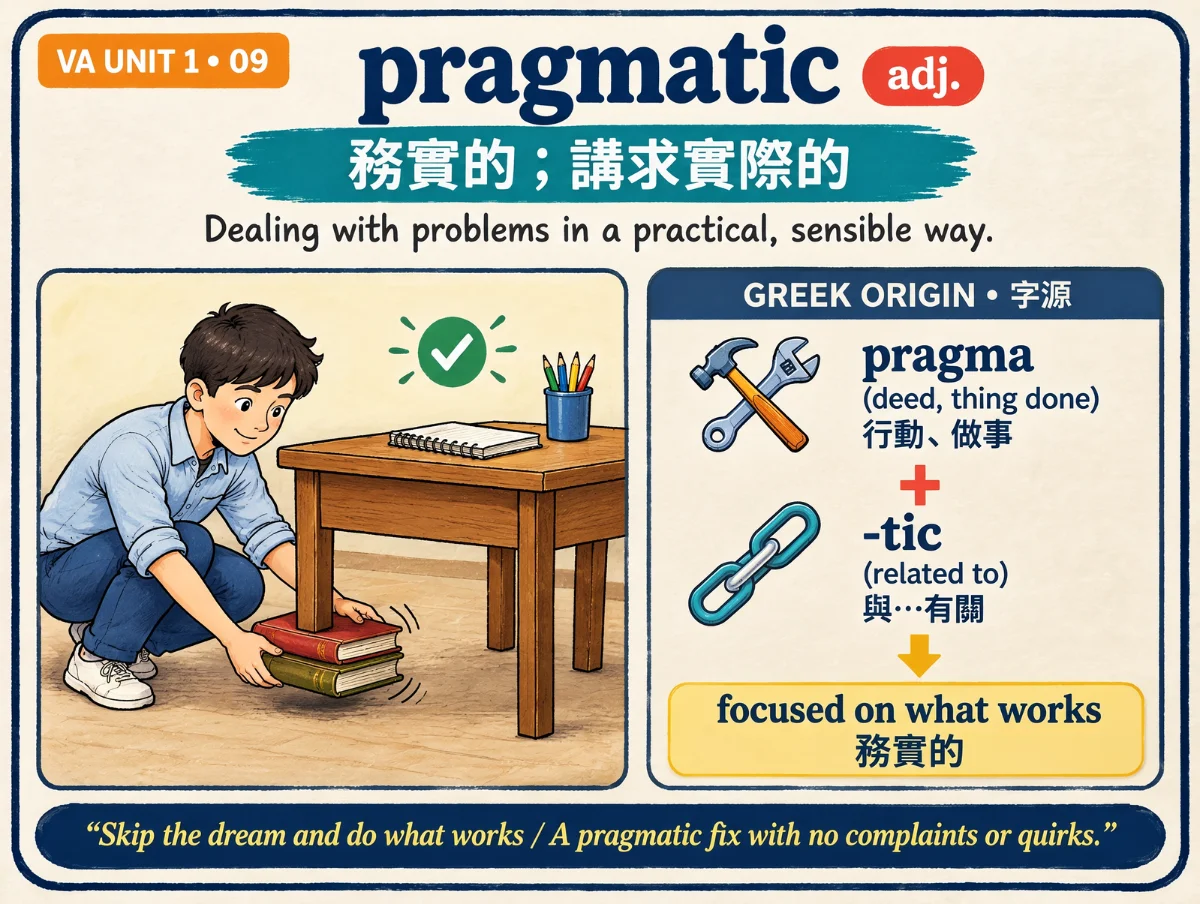 VA UNIT 1 • 09
pragmatic
adj.
務實的；講求實際的
Dealing with problems in a practical, sensible way.
GREEK ORIGIN • 字源
pragma
(deed, thing done)
行動、做事
+
-tic
(related to)
與…有關
focused on what works
務實的
“Skip the dream and do what works / A pragmatic fix with no complaints or quirks.”